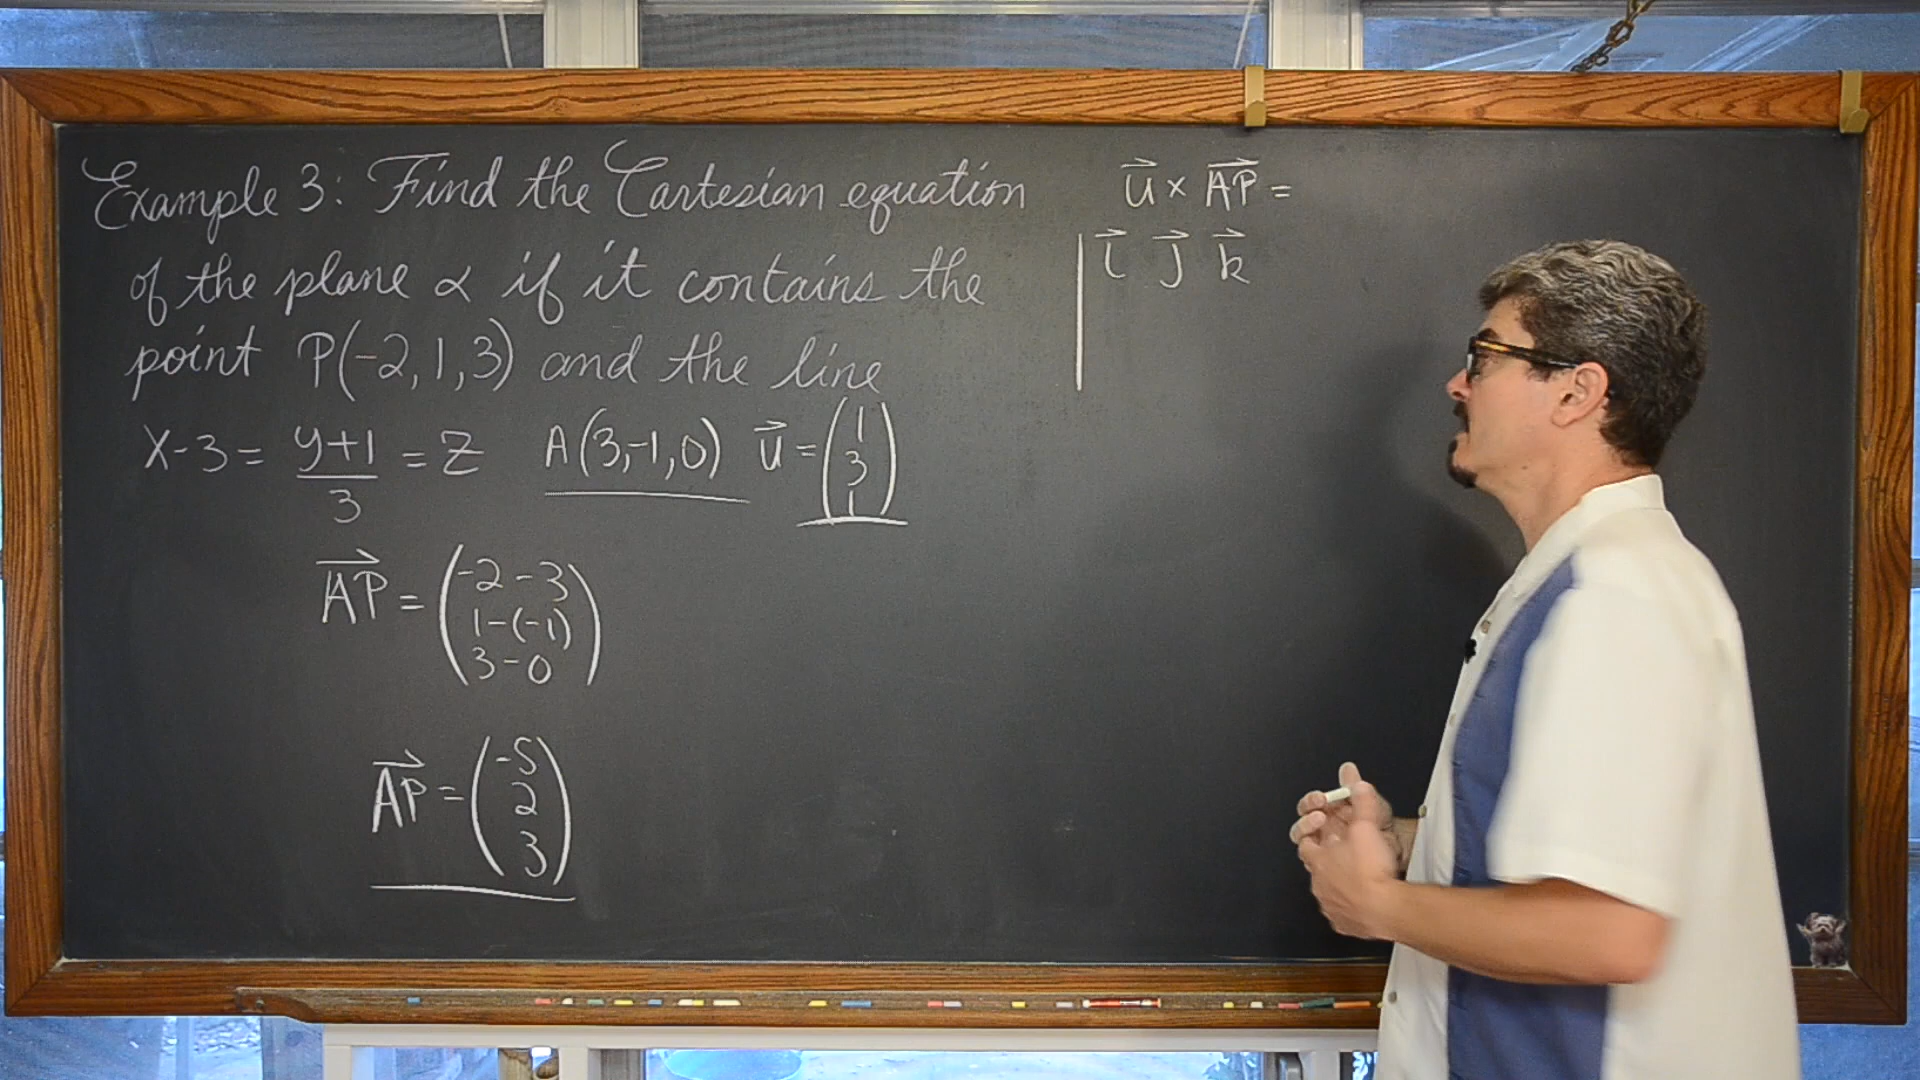 Example 3: Find the Cartesian equation
of the plane α if it contains the
point P(-2,1,3) and the line
x-3 = y+1/3 = z A(3,-1,0) u⃗ = (1 3 1)
AP⃗ = (-2-3
1-(-1)
3-0)
AP⃗ = (-5
2
3)
u⃗ × AP⃗ =
| i⃗ j⃗ k⃗